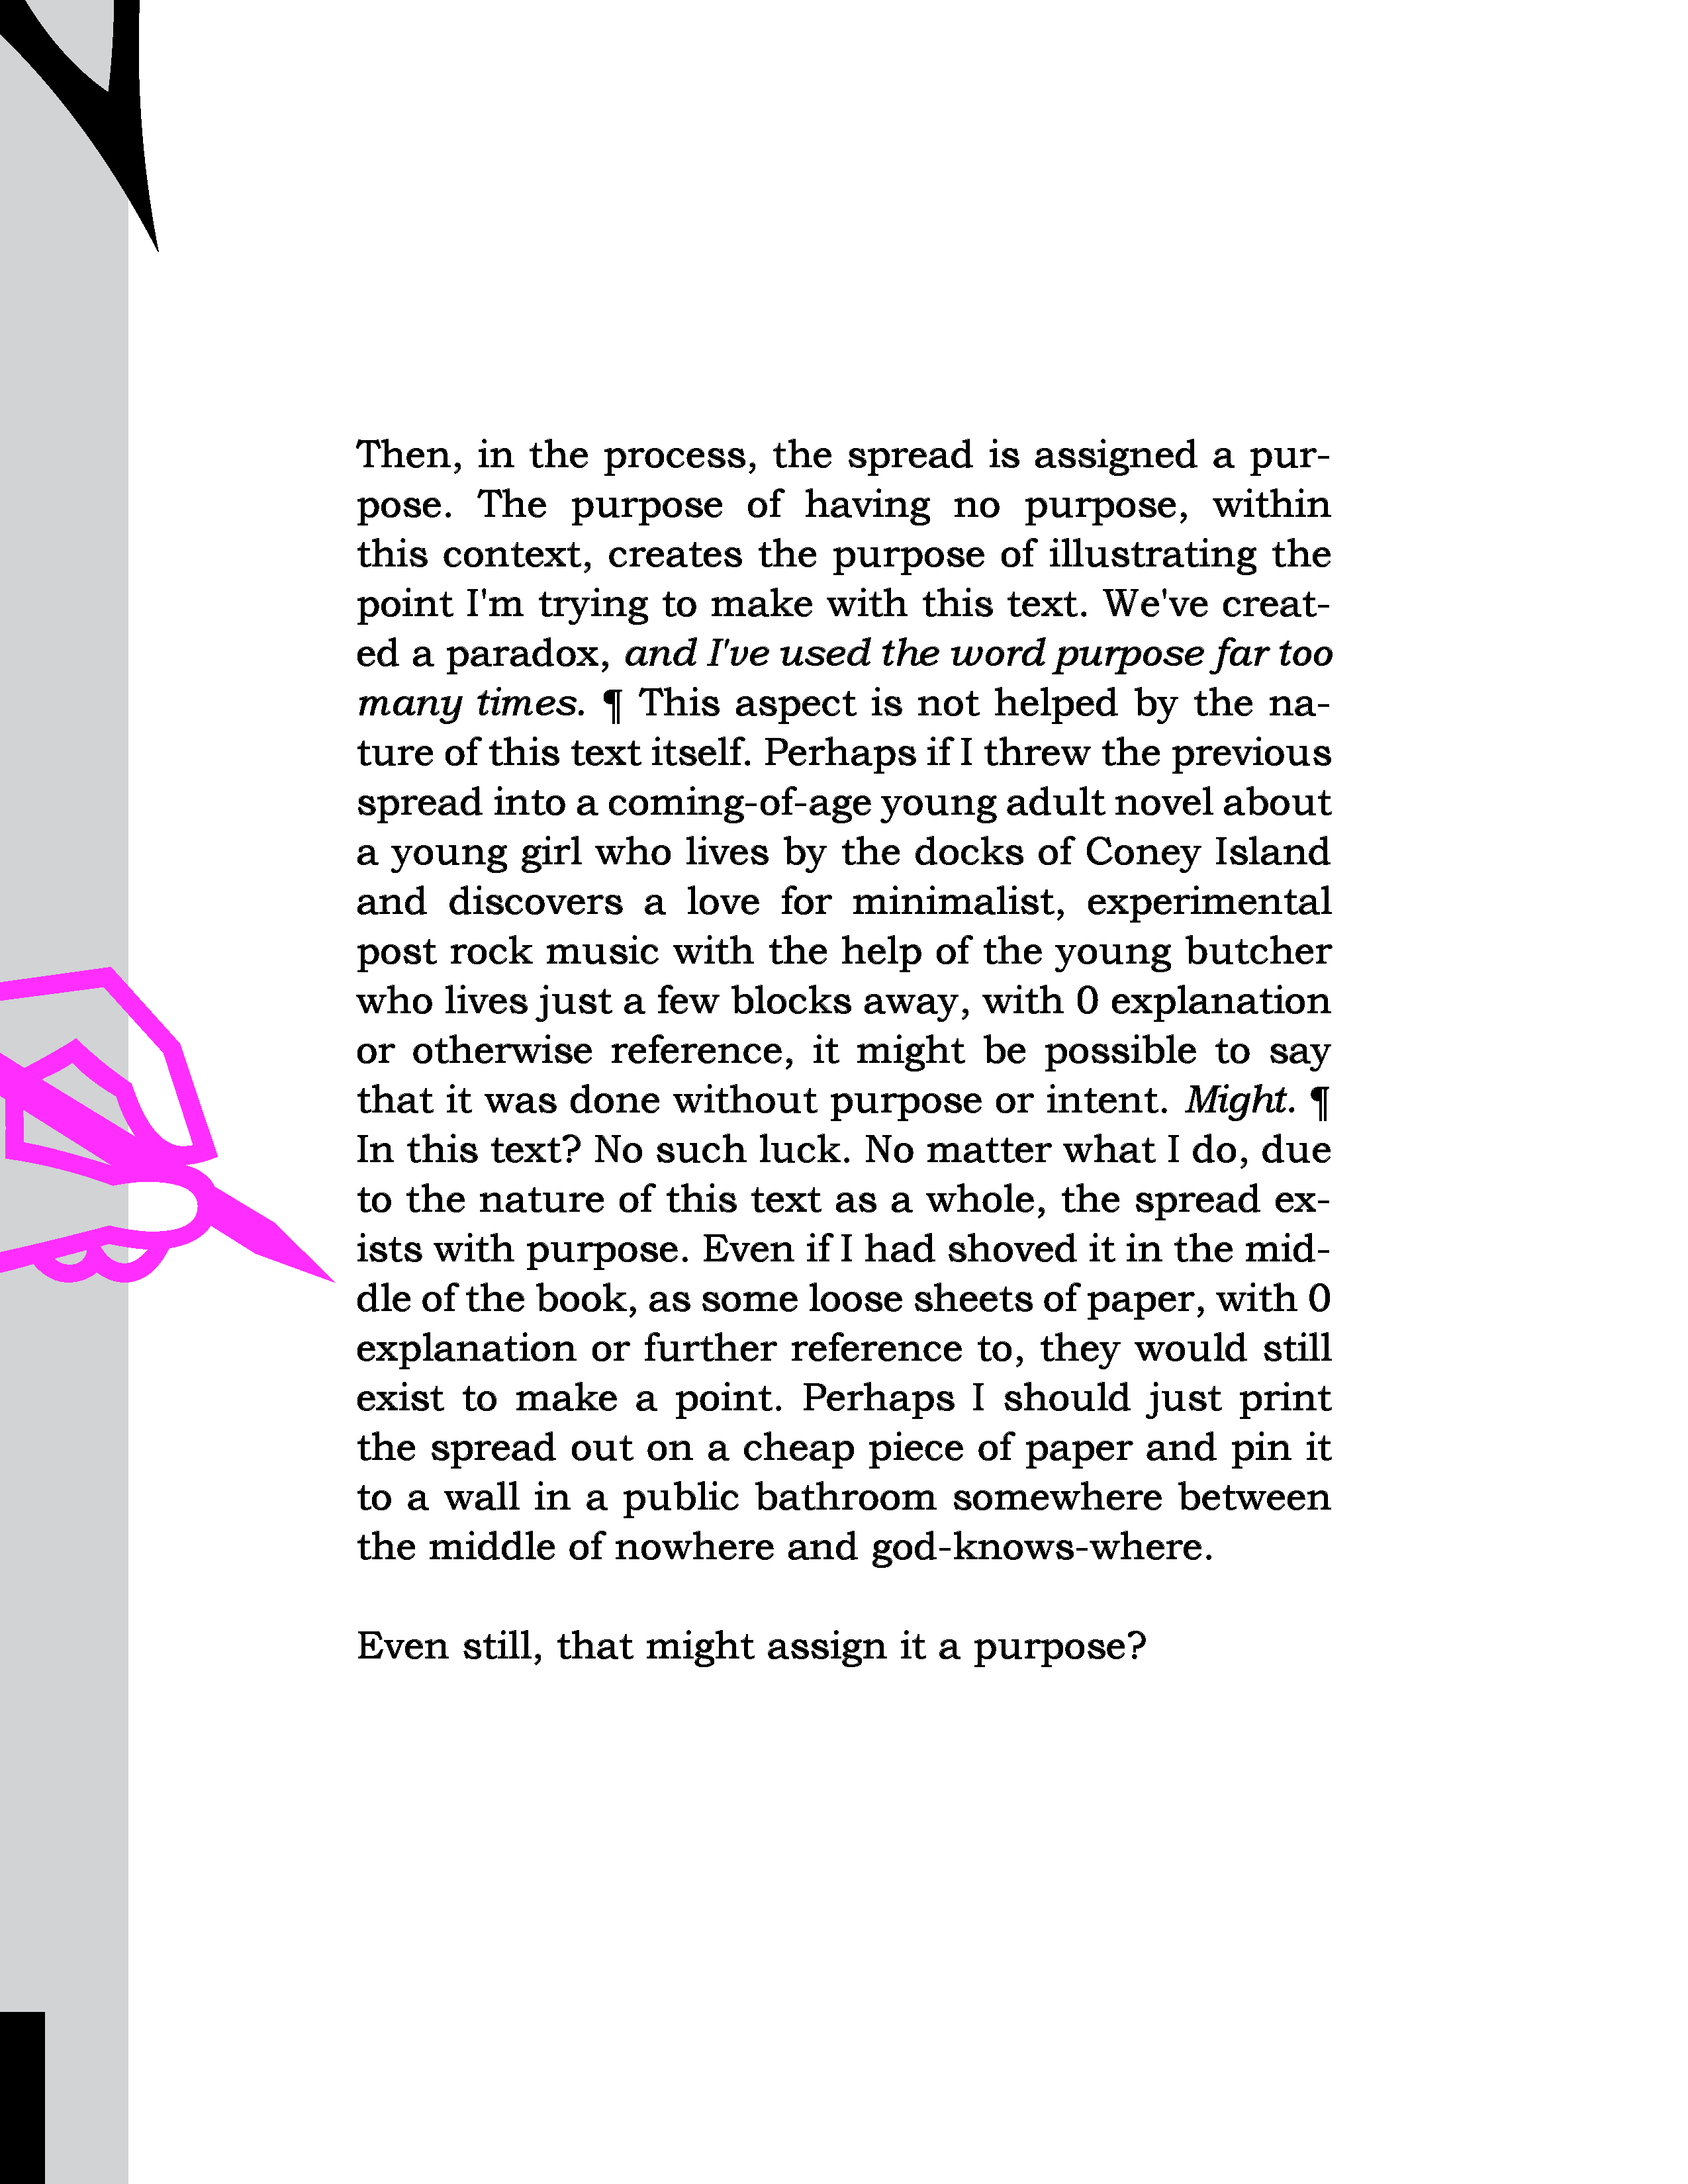 Then, in the process, the spread is assigned a pur-
pose. The purpose of having no purpose, within
this context, creates the purpose of illustrating the
point I'm trying to make with this text. We've creat-
ed a paradox, and I've used the word purpose far too
many times. ¶ This aspect is not helped by the na-
ture of this text itself. Perhaps if I threw the previous
spread into a coming-of-age young adult novel about
a young girl who lives by the docks of Coney Island
and discovers a love for minimalist, experimental
post rock music with the help of the young butcher
who lives just a few blocks away, with 0 explanation
or otherwise reference, it might be possible to say
that it was done without purpose or intent. Might. ¶
In this text? No such luck. No matter what I do, due
to the nature of this text as a whole, the spread ex-
ists with purpose. Even if I had shoved it in the mid-
dle of the book, as some loose sheets of paper, with 0
explanation or further reference to, they would still
exist to make a point. Perhaps I should just print
the spread out on a cheap piece of paper and pin it
to a wall in a public bathroom somewhere between
the middle of nowhere and god-knows-where.
Even still, that might assign it a purpose?